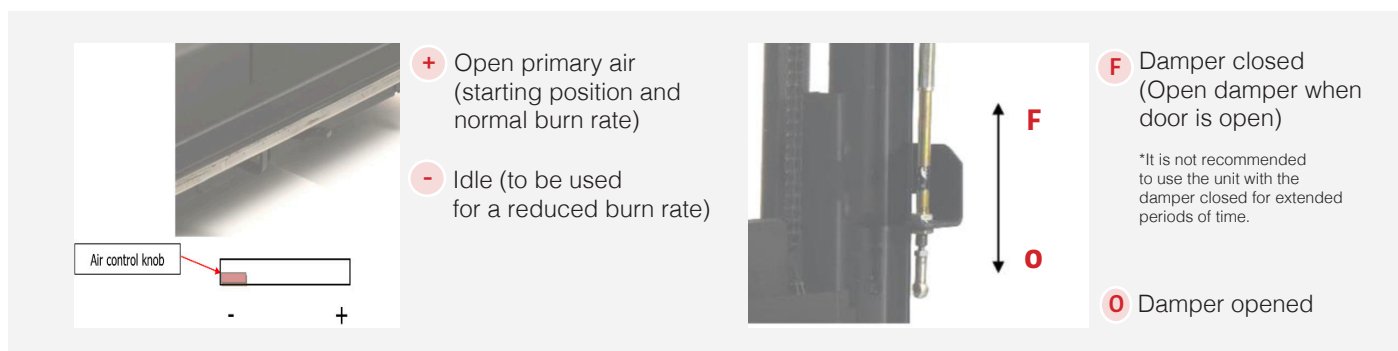 + Open primary air
(starting position and
normal burn rate)
- Idle (to be used
for a reduced burn rate)
Air control knob
- +
F
O
F Damper closed
(Open damper when
door is open)
*It is not recommended
to use the unit with the
damper closed for extended
periods of time.
O Damper opened